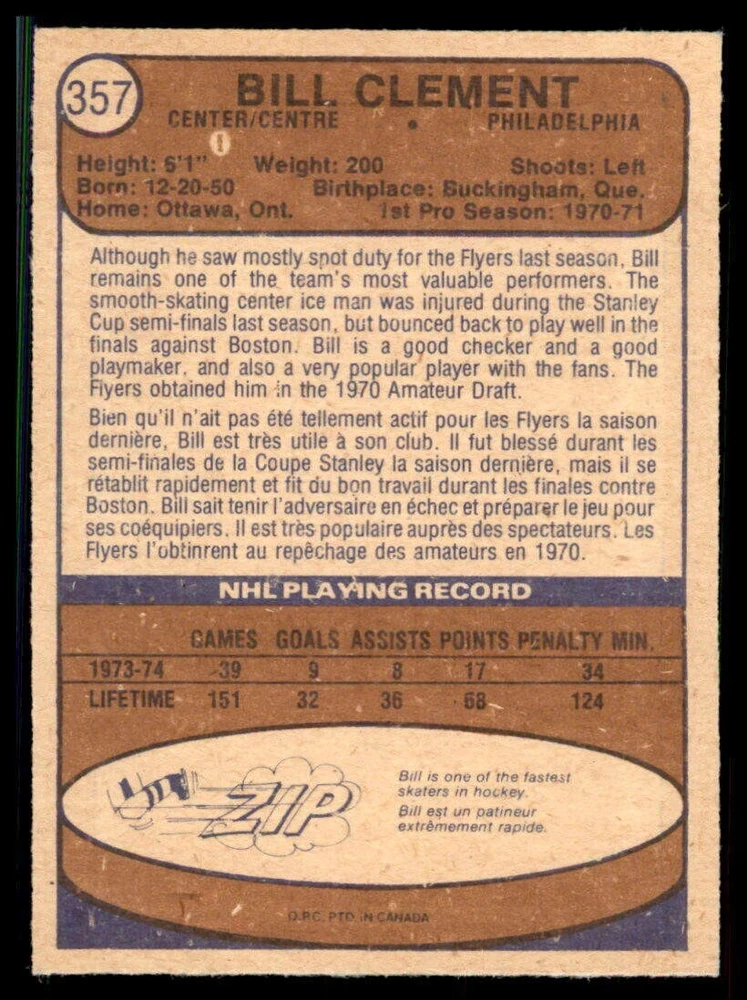 357
BILL CLEMENT
CENTER/CENTRE • PHILADELPHIA
Height: 6'1" Weight: 200 Shoots: Left
Born: 12-20-50 Birthplace: Buckingham, Que.
Home: Ottawa, Ont. 1st Pro Season: 1970-71
Although he saw mostly spot duty for the Flyers last season, Bill
remains one of the team's most valuable performers. The
smooth-skating center ice man was injured during the Stanley
Cup semi-finals last season, but bounced back to play well in the
finals against Boston. Bill is a good checker and a good
playmaker, and also a very popular player with the fans. The
Flyers obtained him in the 1970 Amateur Draft.
Bien qu'il n'ait pas été tellement actif pour les Flyers la saison
dernière, Bill est très utile à son club. Il fut blessé durant les
semi-finales de la Coupe Stanley la saison dernière, mais il se
rétablit rapidement et fit du bon travail durant les finales contre
Boston. Bill sait tenir l'adversaire en échec et préparer le jeu pour
ses coéquipiers. Il est très populaire auprès des spectateurs. Les
Flyers l'obtinrent au repêchage des amateurs en 1970.
NHL PLAYING RECORD
GAMES GOALS ASSISTS POINTS PENALTY MIN.
1973-74 39 9 8 17 34
LIFETIME 151 32 36 68 124
ZIP
Bill is one of the fastest
skaters in hockey.
Bill est un patineur
extrêmement rapide.
O.P.C. PTD. IN CANADA